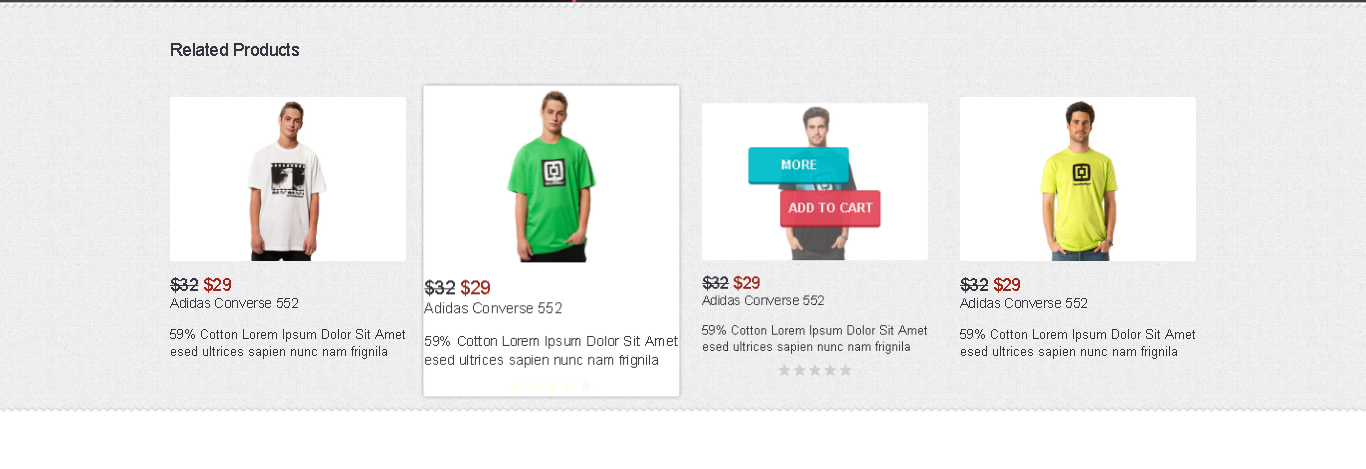 Related Products
$32 $29
Adidas Converse 552
59% Cotton Lorem Ipsum Dolor Sit Amet
esed ultrices sapien nunc nam frignila
$32 $29
Adidas Converse 552
59% Cotton Lorem Ipsum Dolor Sit Amet
esed ultrices sapien nunc nam frignila
MORE
ADD TO CART
$32 $29
Adidas Converse 552
59% Cotton Lorem Ipsum Dolor Sit Amet
esed ultrices sapien nunc nam frignila
$32 $29
Adidas Converse 552
59% Cotton Lorem Ipsum Dolor Sit Amet
esed ultrices sapien nunc nam frignila